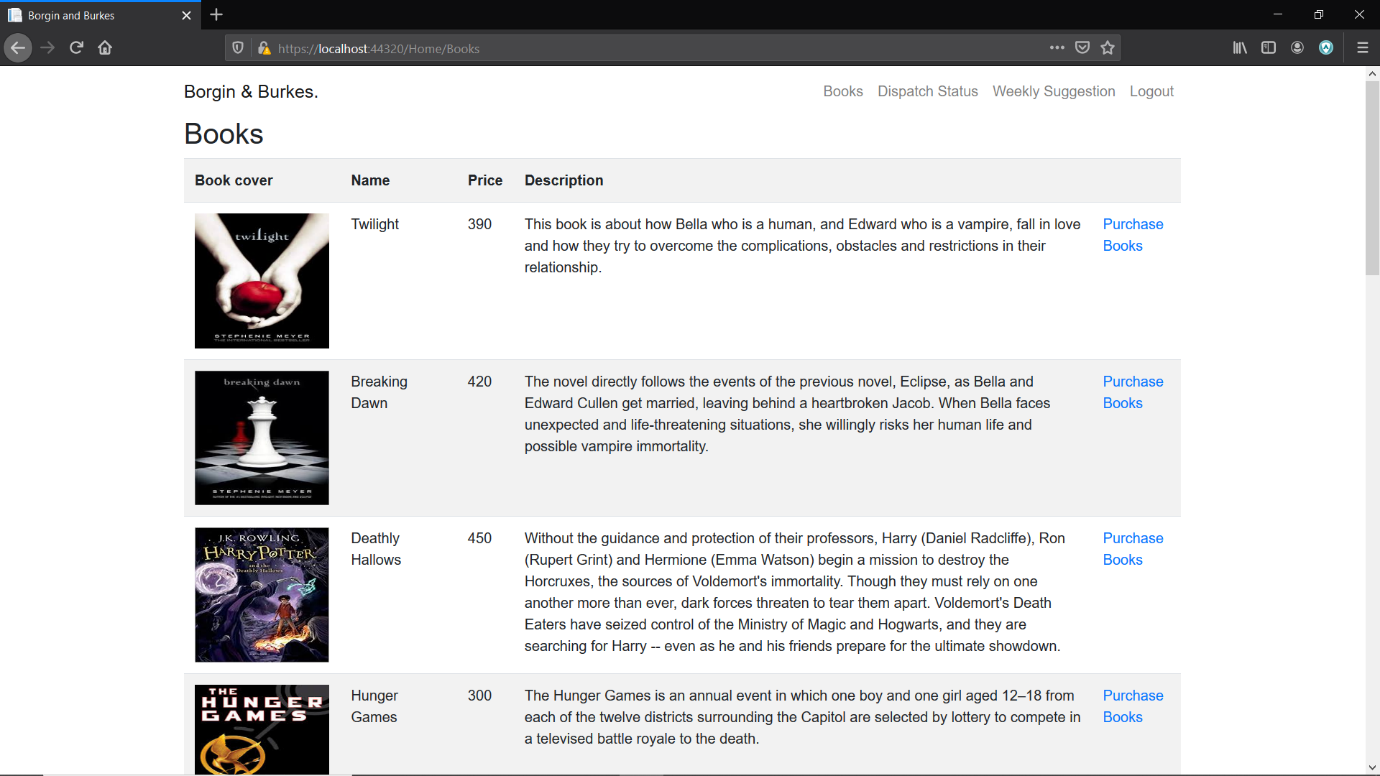 Borgin and Burkes
https://localhost:44320/Home/Books
Borgin & Burkes.
Books Dispatch Status Weekly Suggestion Logout
Books
Book cover Name Price Description
twilight
STEPHENIE MEYER
THE INTERNATIONAL BESTSELLER
Twilight
390
This book is about how Bella who is a human, and Edward who is a vampire, fall in love
and how they try to overcome the complications, obstacles and restrictions in their
relationship.
Purchase
Books
breaking dawn
STEPHENIE MEYER
Breaking
Dawn
420
The novel directly follows the events of the previous novel, Eclipse, as Bella and
Edward Cullen get married, leaving behind a heartbroken Jacob. When Bella faces
unexpected and life-threatening situations, she willingly risks her human life and
possible vampire immortality.
Purchase
Books
J.K. ROWLING
HARRY POTTER
and the
Deathly Hallows
Deathly
Hallows
450
Without the guidance and protection of their professors, Harry (Daniel Radcliffe), Ron
(Rupert Grint) and Hermione (Emma Watson) begin a mission to destroy the
Horcruxes, the sources of Voldemort's immortality. Though they must rely on one
another more than ever, dark forces threaten to tear them apart. Voldemort's Death
Eaters have seized control of the Ministry of Magic and Hogwarts, and they are
searching for Harry -- even as he and his friends prepare for the ultimate showdown.
Purchase
Books
THE
HUNGER
GAMES
Hunger
Games
300
The Hunger Games is an annual event in which one boy and one girl aged 12–18 from
each of the twelve districts surrounding the Capitol are selected by lottery to compete in
a televised battle royale to the death.
Purchase
Books